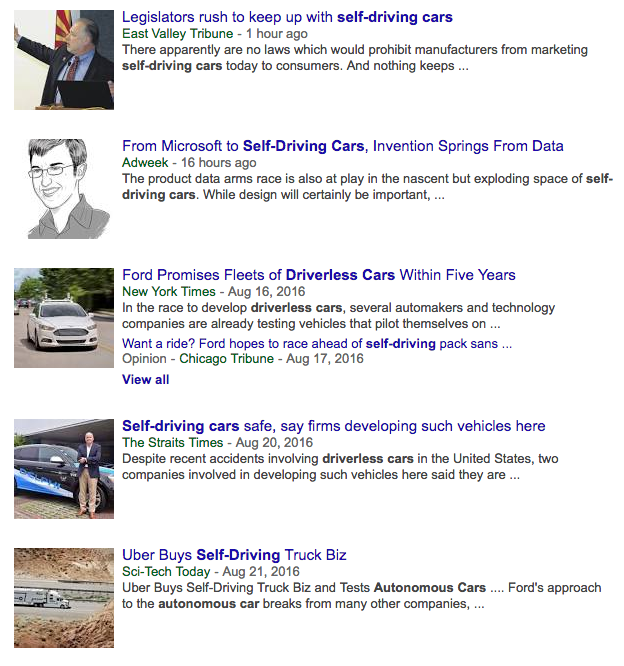 Legislators rush to keep up with self-driving cars
East Valley Tribune - 1 hour ago
There apparently are no laws which would prohibit manufacturers from marketing
self-driving cars today to consumers. And nothing keeps ...
From Microsoft to Self-Driving Cars, Invention Springs From Data
Adweek - 16 hours ago
The product data arms race is also at play in the nascent but exploding space of self-
driving cars. While design will certainly be important, ...
Ford Promises Fleets of Driverless Cars Within Five Years
New York Times - Aug 16, 2016
In the race to develop driverless cars, several automakers and technology
companies are already testing vehicles that pilot themselves on ...
Want a ride? Ford hopes to race ahead of self-driving pack sans ...
Opinion - Chicago Tribune - Aug 17, 2016
View all
Self-driving cars safe, say firms developing such vehicles here
The Straits Times - Aug 20, 2016
Despite recent accidents involving driverless cars in the United States, two
companies involved in developing such vehicles here said they are ...
Uber Buys Self-Driving Truck Biz
Sci-Tech Today - Aug 21, 2016
Uber Buys Self-Driving Truck Biz and Tests Autonomous Cars .... Ford's approach
to the autonomous car breaks from many other companies, ...